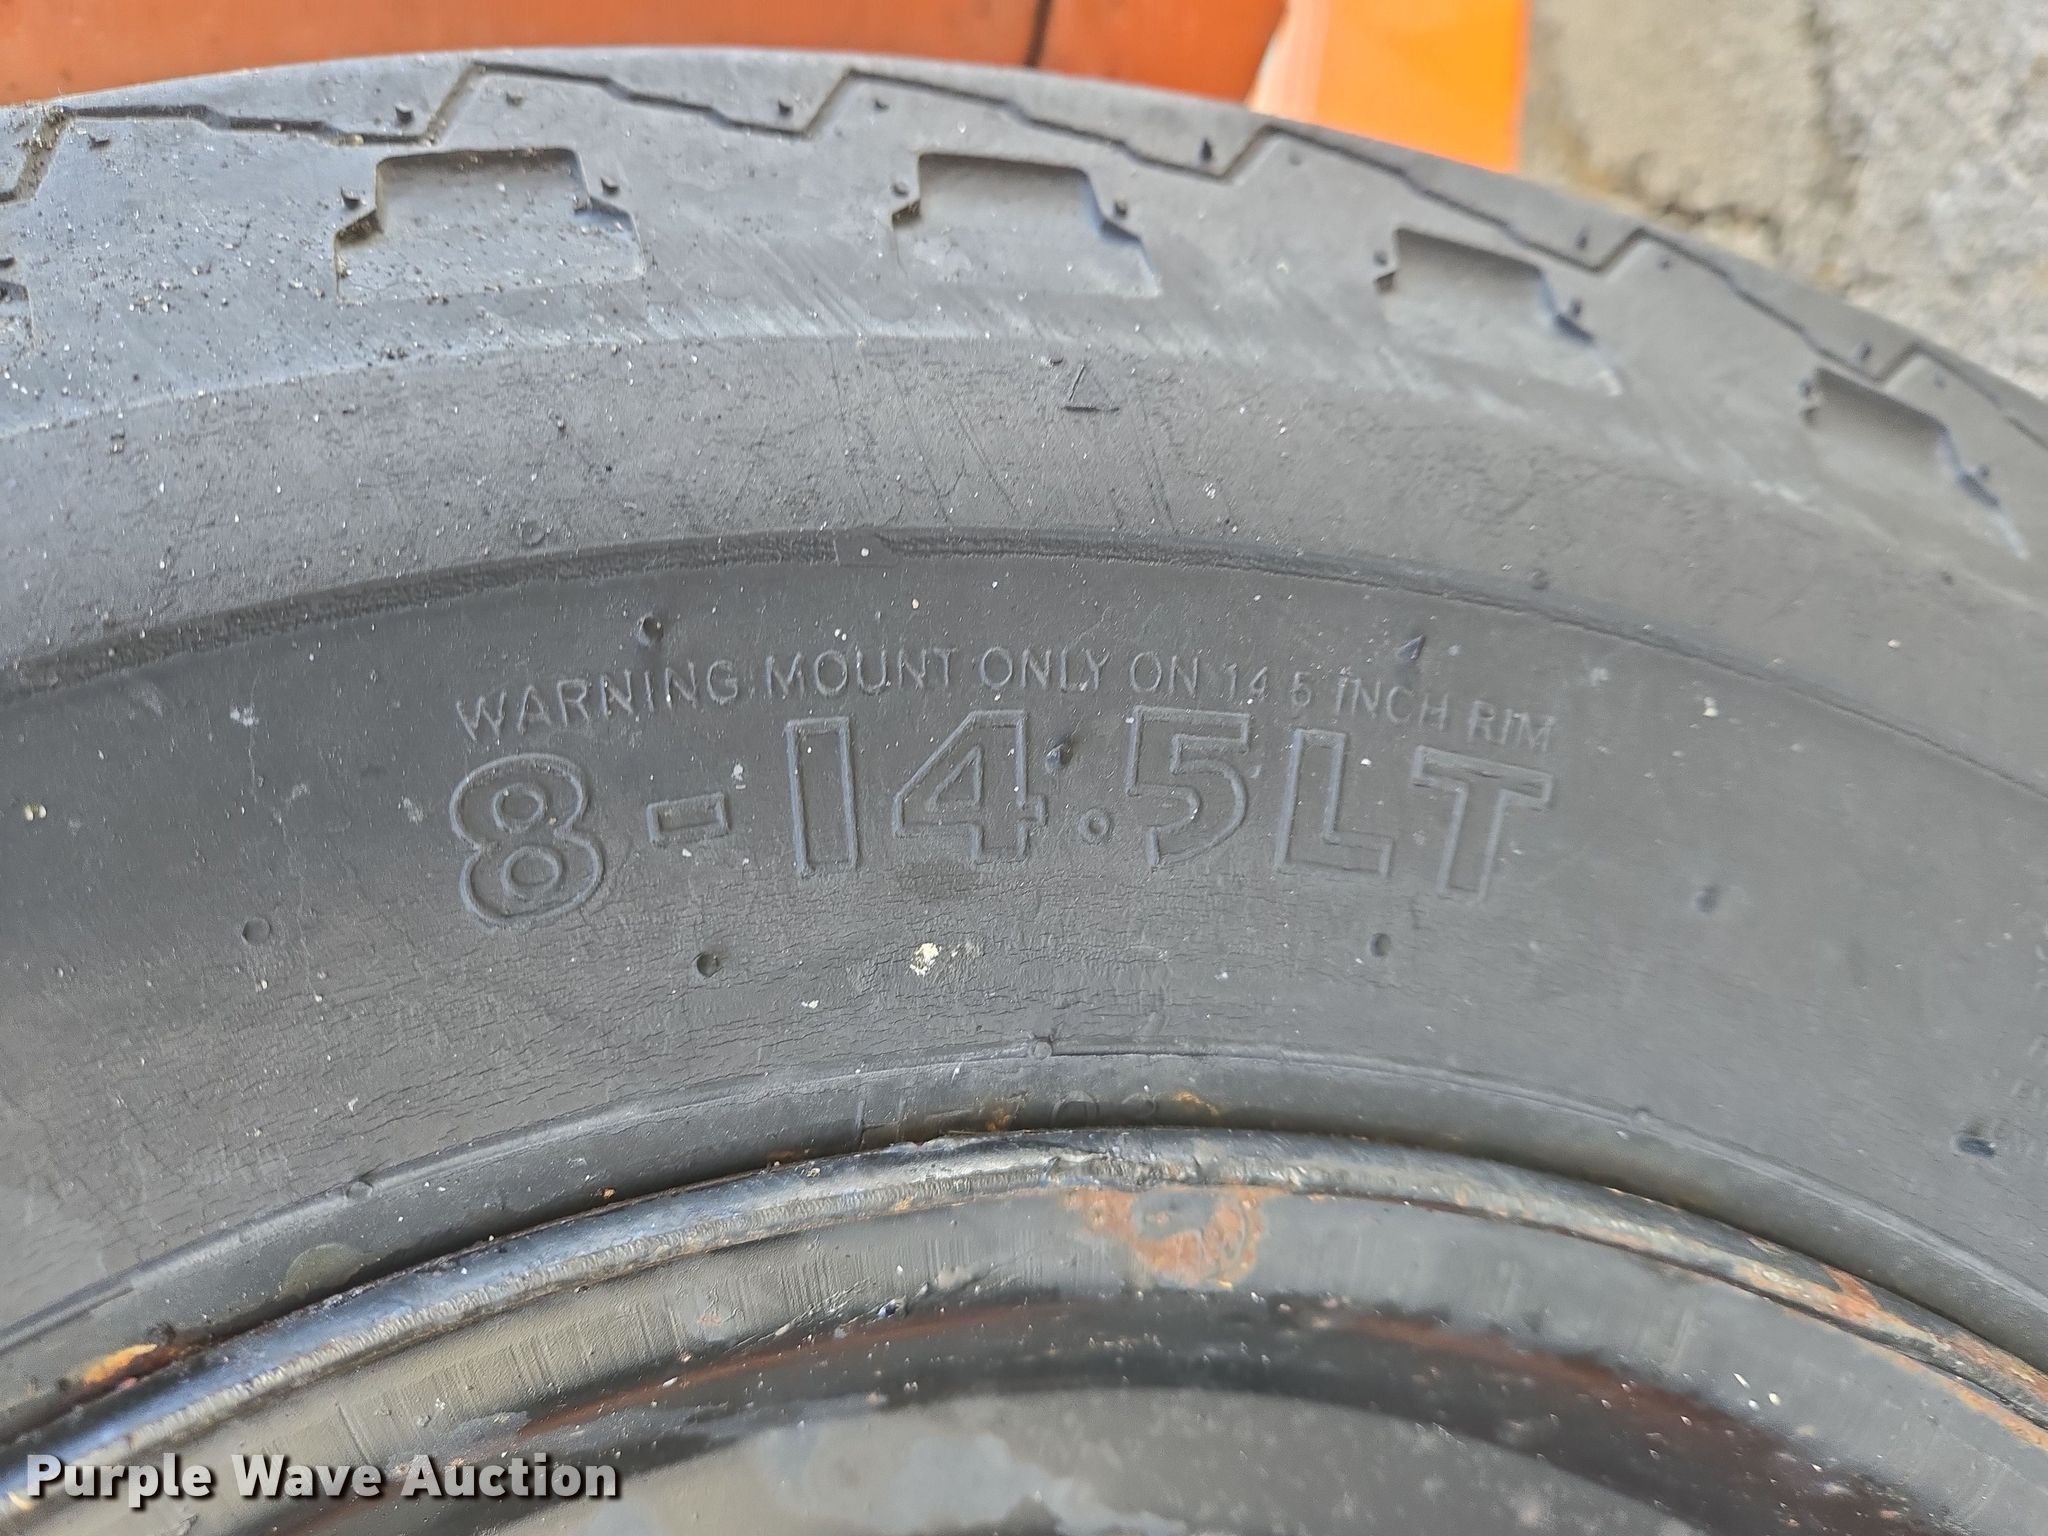 WARNING MOUNT ONLY ON 14.5 INCH RIM
8-14.5LT
Purple Wave Auction